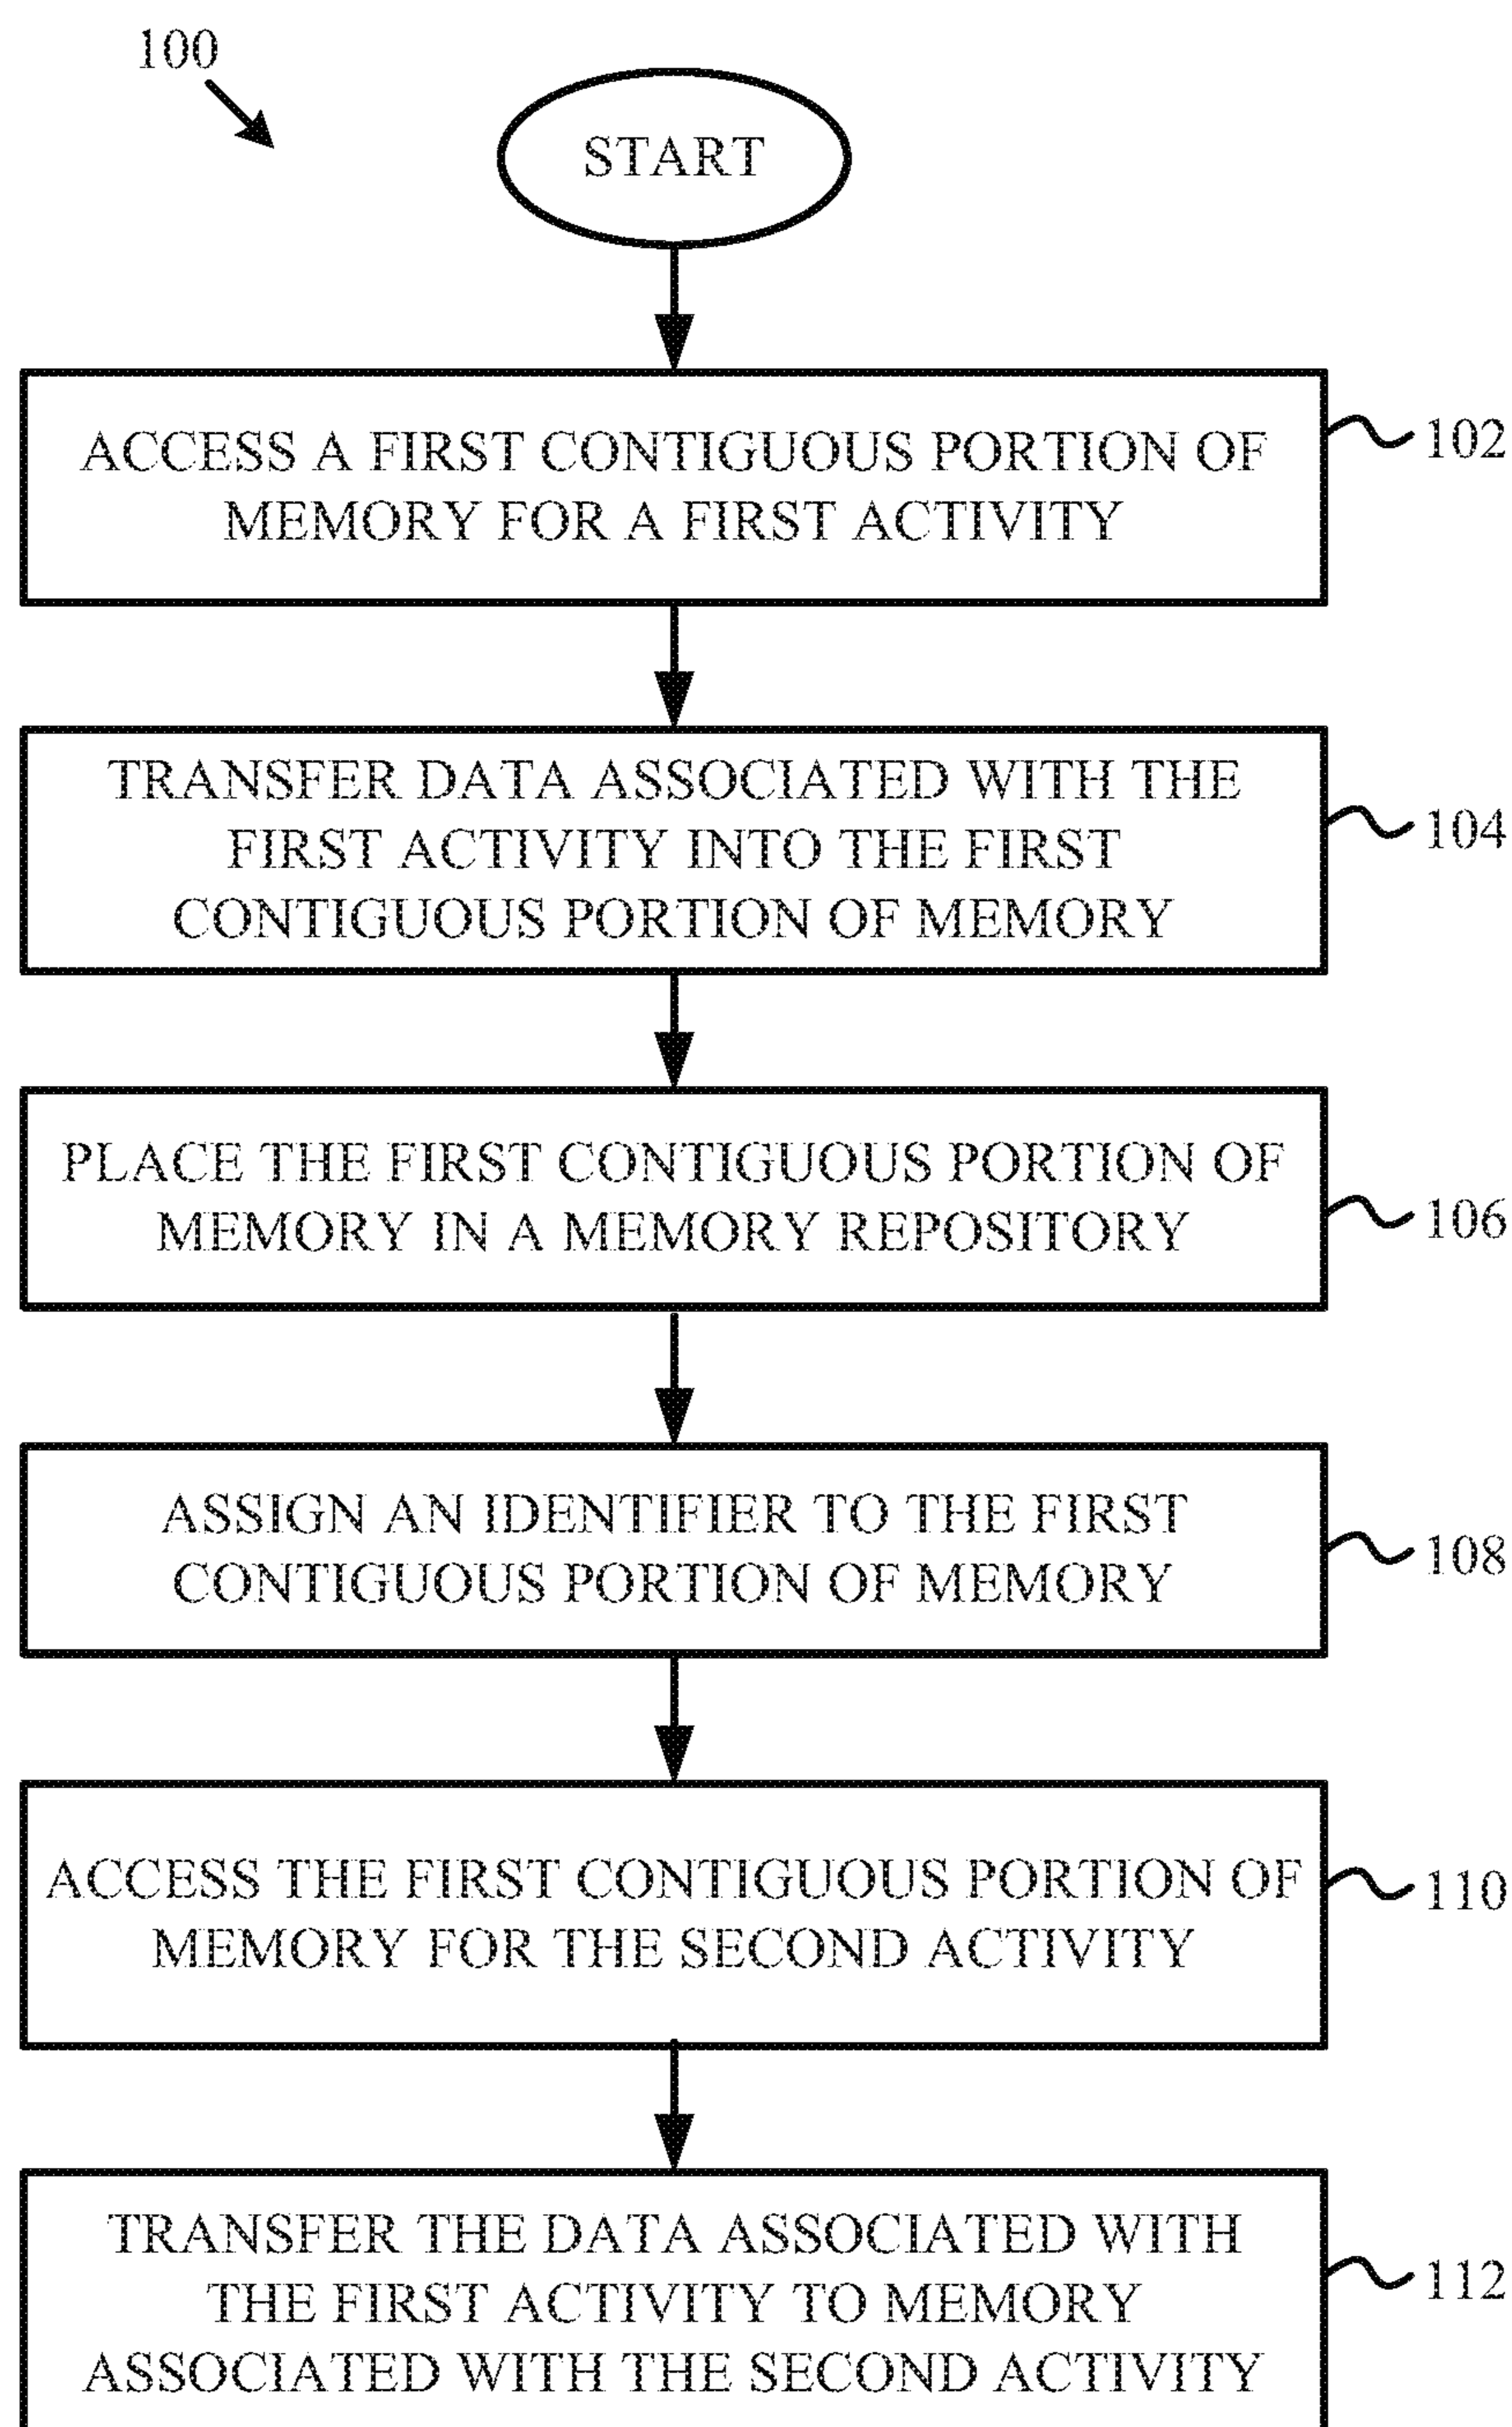 100
START
ACCESS A FIRST CONTIGUOUS PORTION OF
MEMORY FOR A FIRST ACTIVITY
102
TRANSFER DATA ASSOCIATED WITH THE
FIRST ACTIVITY INTO THE FIRST
CONTIGUOUS PORTION OF MEMORY
104
PLACE THE FIRST CONTIGUOUS PORTION OF
MEMORY IN A MEMORY REPOSITORY
106
ASSIGN AN IDENTIFIER TO THE FIRST
CONTIGUOUS PORTION OF MEMORY
108
ACCESS THE FIRST CONTIGUOUS PORTION OF
MEMORY FOR THE SECOND ACTIVITY
110
TRANSFER THE DATA ASSOCIATED WITH
THE FIRST ACTIVITY TO MEMORY
ASSOCIATED WITH THE SECOND ACTIVITY
112